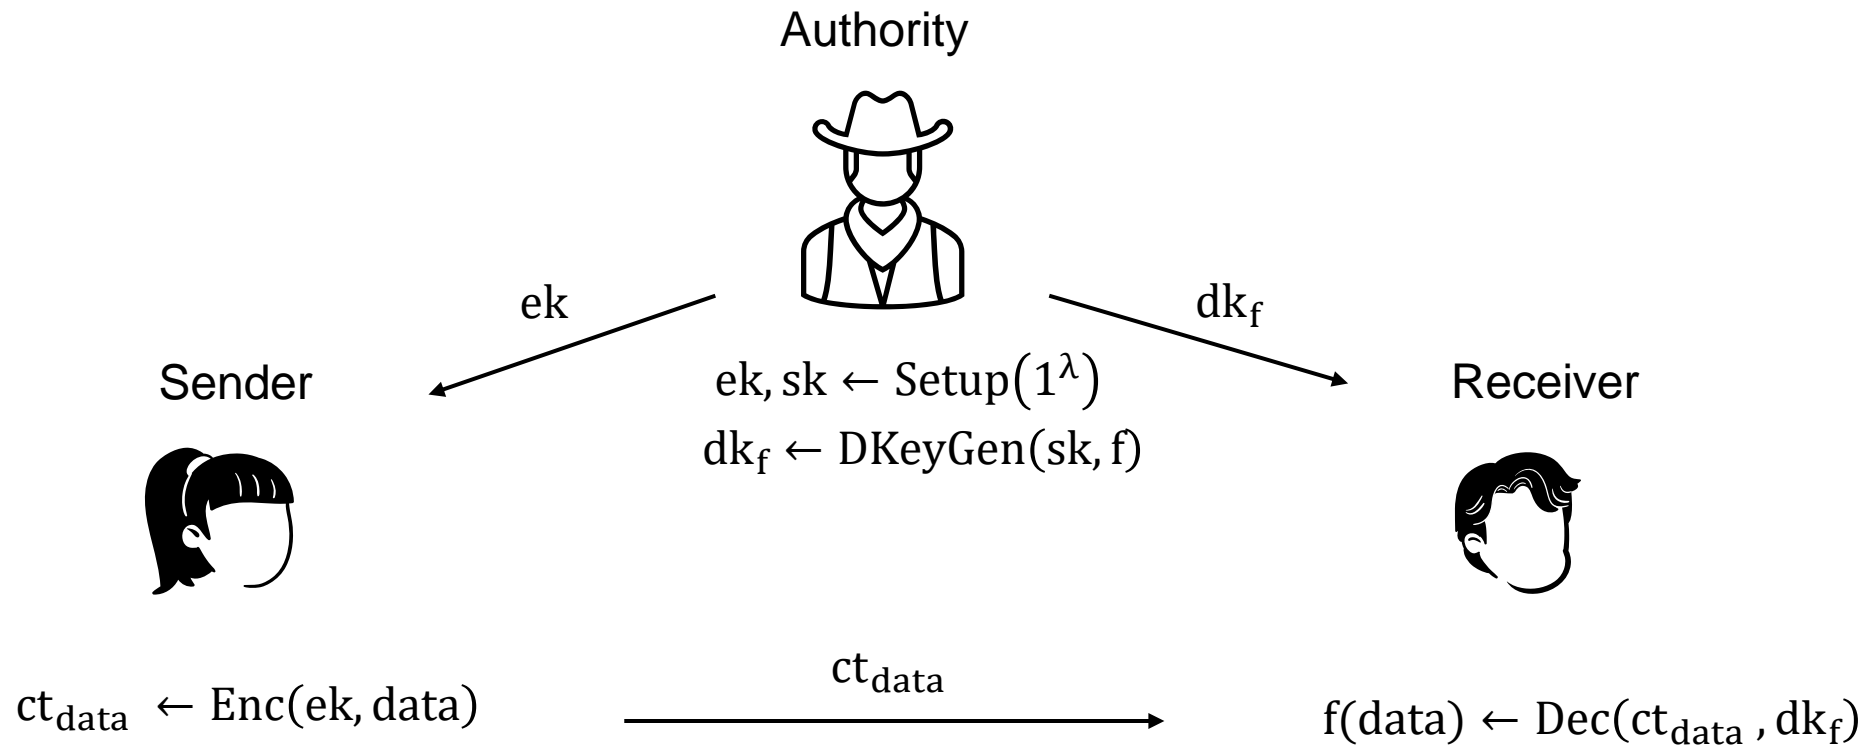 Authority
ek
dk_f
Sender
ek, sk ← Setup(1^λ)
Receiver
dk_f ← DKeyGen(sk, f)
ct_data
ct_data ← Enc(ek, data)
f(data) ← Dec(ct_data , dk_f)